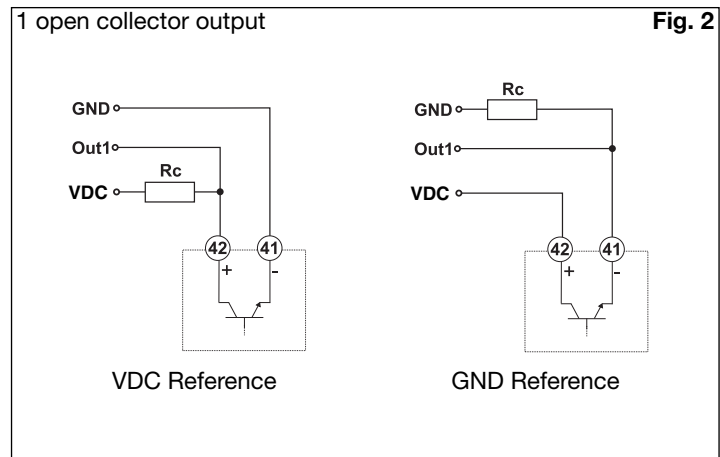 1 open collector output Fig. 2
GND
Out1
Rc
VDC
42 41
+ -
VDC Reference
Rc
GND
Out1
VDC
42 41
+ -
GND Reference